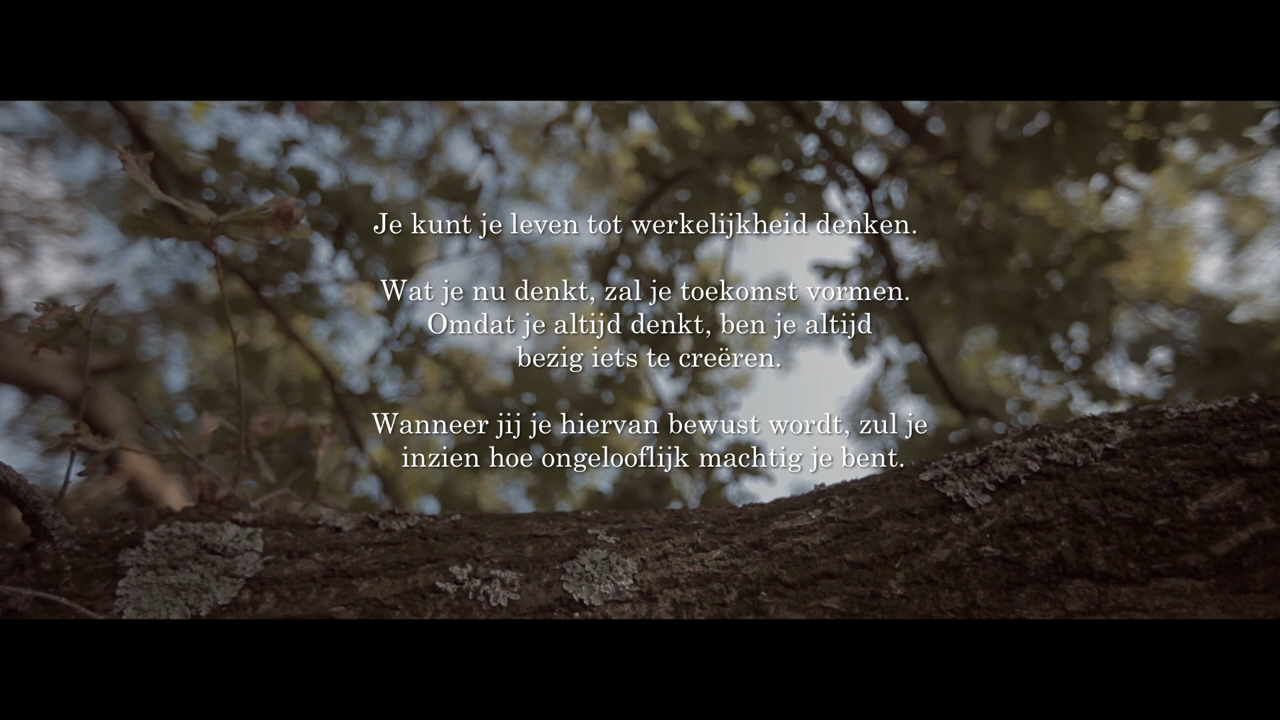 Je kunt je leven tot werkelijkheid denken.
Wat je nu denkt, zal je toekomst vormen.
Omdat je altijd denkt, ben je altijd
bezig iets te creëren.
Wanneer jij je hiervan bewust wordt, zul je
inzien hoe ongelooflijk machtig je bent.